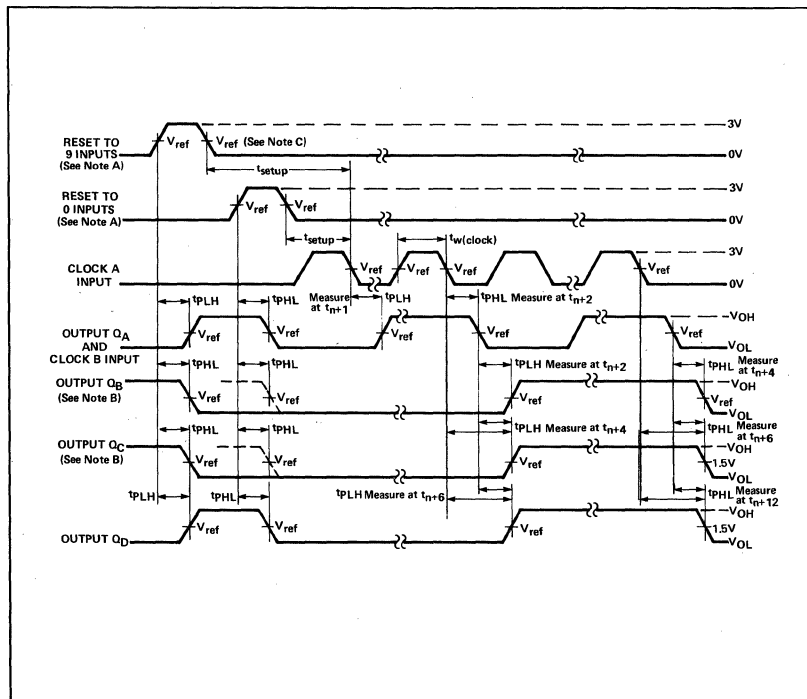 3V
RESET TO
9 INPUTS
(See Note A)
Vref
Vref (See Note C)
0V
tsetup
3V
RESET TO
0 INPUTS
(See Note A)
Vref
Vref
0V
tsetup
tw(clock)
3V
CLOCK A
INPUT
Vref
Vref
Vref
Vref
0V
tPLH
tPHL
Measure
at tn+1
tPLH
tPHL Measure at tn+2
VOH
OUTPUT QA
AND
CLOCK B INPUT
Vref
Vref
Vref
Vref
Vref
VOL
tPHL
tPHL
tPLH Measure at tn+2
tPHL Measure
at tn+4
VOH
OUTPUT QB
(See Note B)
Vref
Vref
Vref
Vref
VOL
tPHL
tPHL
tPLH Measure at tn+4
tPHL Measure
at tn+6
VOH
OUTPUT QC
(See Note B)
Vref
Vref
Vref
1.5V
VOL
tPLH
tPHL
tPLH Measure at tn+6
tPHL Measure
at tn+12
VOH
OUTPUT QD
Vref
Vref
Vref
1.5V
VOL